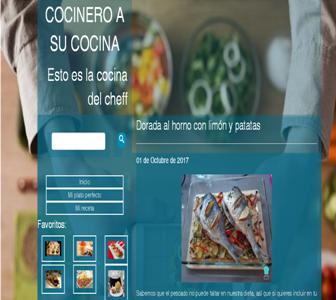 COCINERO A
SU COCINA
Esto es la cocina
del cheff
Inicio
Mi plato perfecto
Mi receta
Favoritos:
Dorada al horno con limón y patatas
01 de Octubre de 2017
Sabemos que el pescado no puede faltar en nuestra dieta, así que si quieres incluir en tu